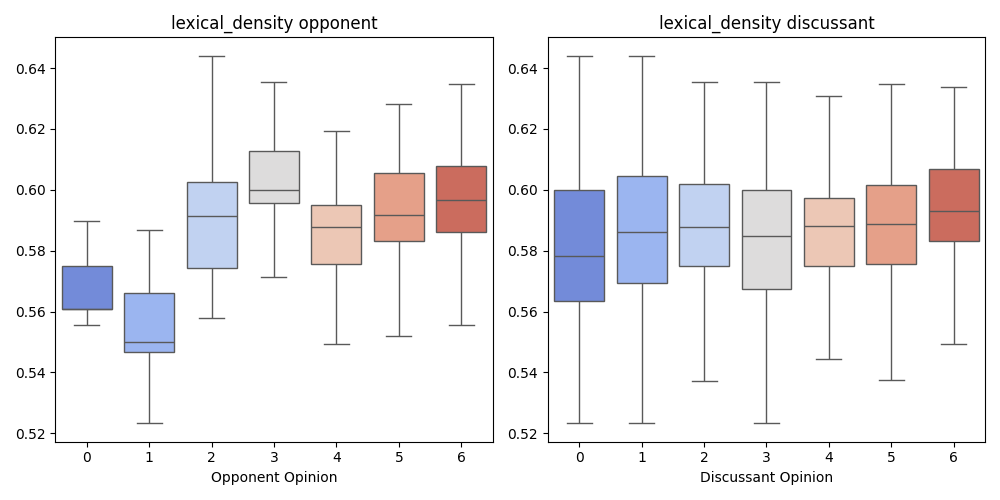 lexical_density opponent
0.64
0.62
0.60
0.58
0.56
0.54
0.52
0 1 2 3 4 5 6
Opponent Opinion
lexical_density discussant
0.64
0.62
0.60
0.58
0.56
0.54
0.52
0 1 2 3 4 5 6
Discussant Opinion